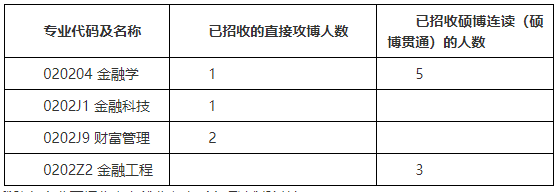 专业代码及名称 已招收的直接攻博人数 已招收硕博连读（硕
博贯通）的人数
020204 金融学 1 5
0202J1 金融科技 1
0202J9 财富管理 2
0202Z2 金融工程 3